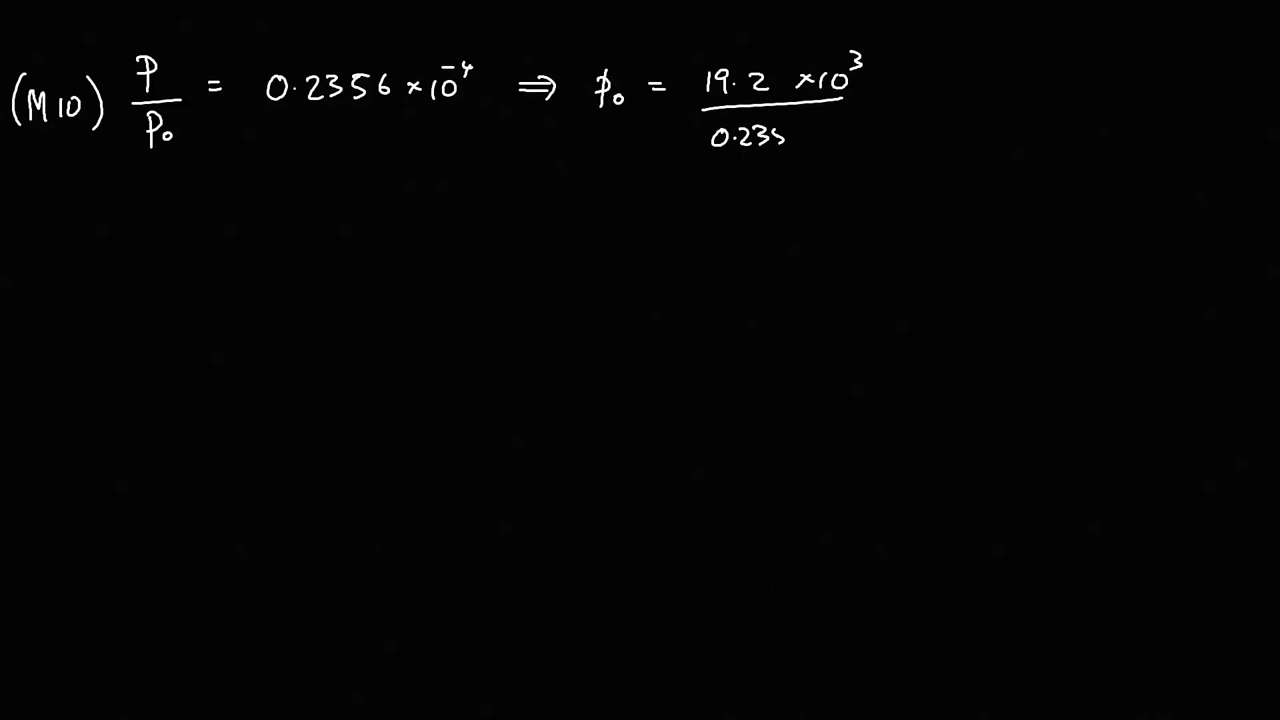 (M10) P/P₀ = 0.2356 × 10⁻⁴ ⟹ p₀ = 19.2 × 10³ / 0.235